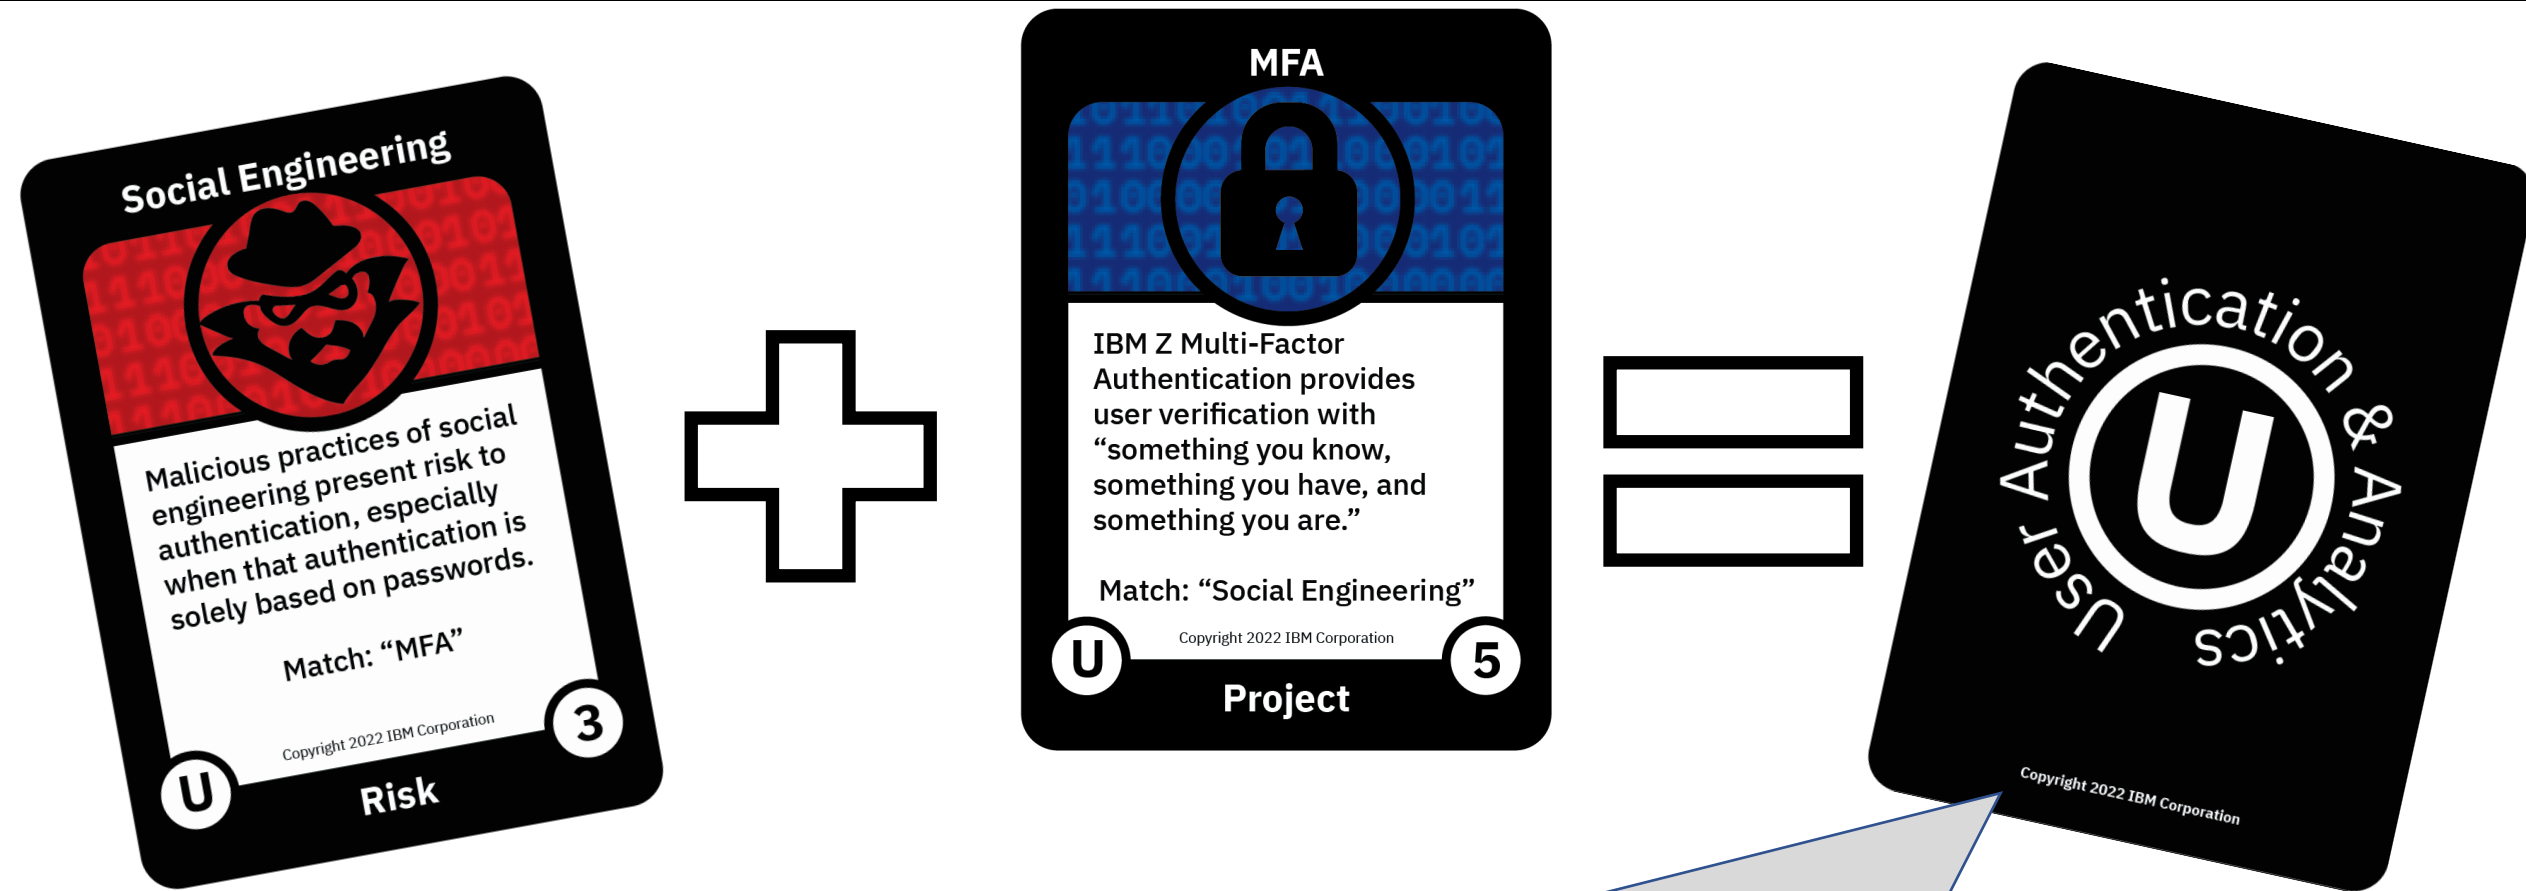 Social Engineering
Malicious practices of social
engineering present risk to
authentication, especially
when that authentication is
solely based on passwords.
Match: “MFA”
Copyright 2022 IBM Corporation
U
3
Risk
MFA
IBM Z Multi-Factor
Authentication provides
user verification with
“something you know,
something you have, and
something you are.”
Match: “Social Engineering”
Copyright 2022 IBM Corporation
U
5
Project
User Authentication & Analytics
U
Copyright 2022 IBM Corporation